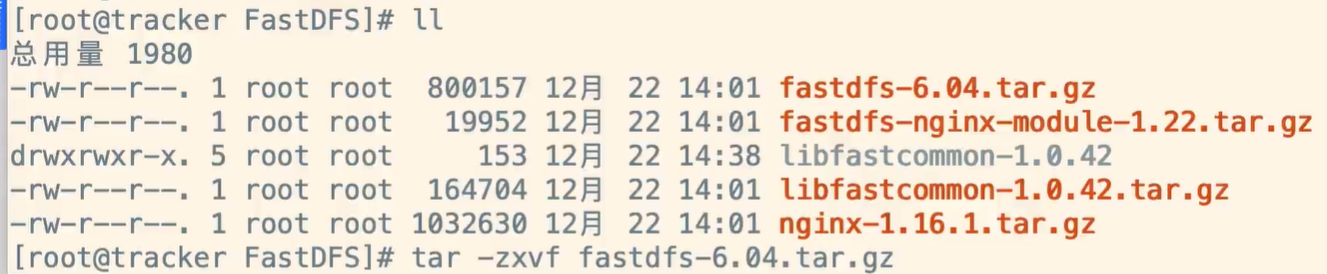 [root@tracker FastDFS]# ll
总用量 1980
-rw-r--r--. 1 root root  800157 12月  22 14:01 fastdfs-6.04.tar.gz
-rw-r--r--. 1 root root   19952 12月  22 14:01 fastdfs-nginx-module-1.22.tar.gz
drwxrwxr-x. 5 root root     153 12月  22 14:38 libfastcommon-1.0.42
-rw-r--r--. 1 root root  164704 12月  22 14:01 libfastcommon-1.0.42.tar.gz
-rw-r--r--. 1 root root 1032630 12月  22 14:01 nginx-1.16.1.tar.gz
[root@tracker FastDFS]# tar -zxvf fastdfs-6.04.tar.gz